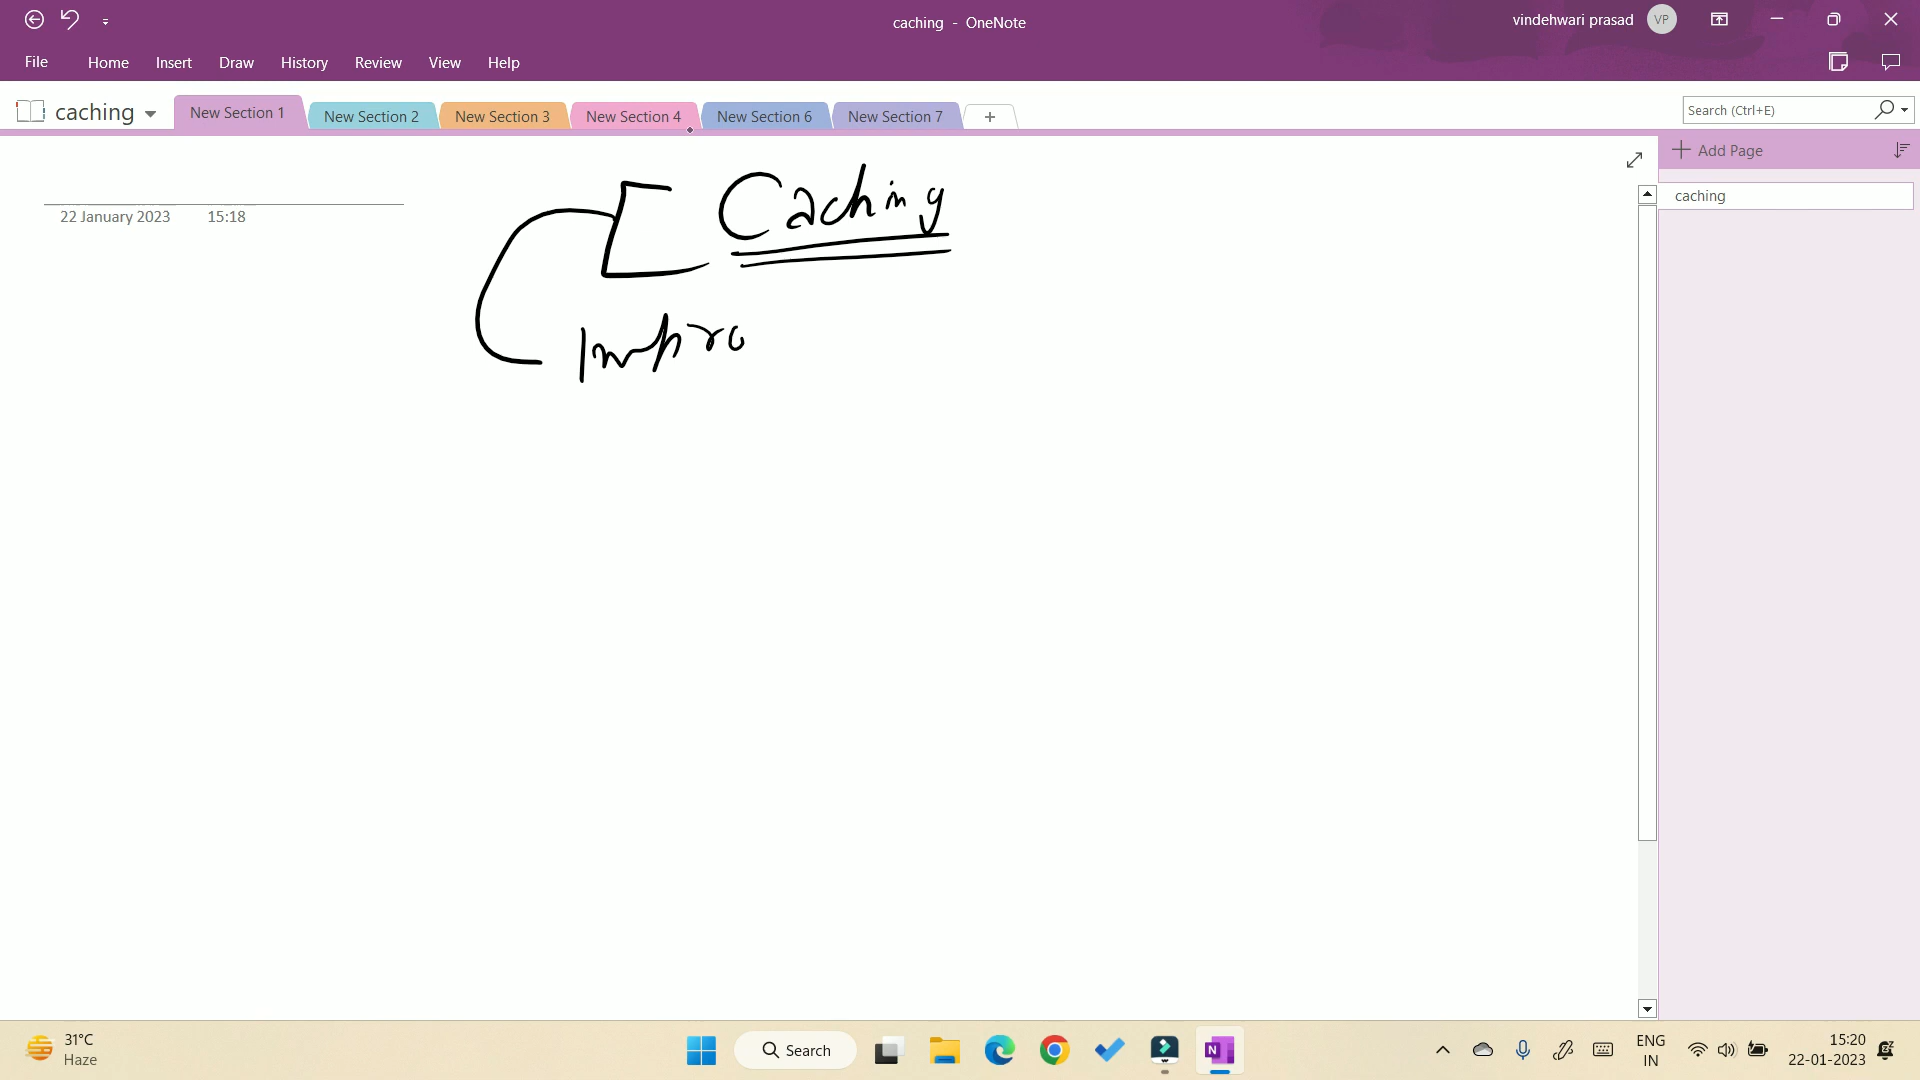 caching - OneNote
vindehwari prasad VP
File Home Insert Draw History Review View Help
caching New Section 1 New Section 2 New Section 3 New Section 4 New Section 6 New Section 7 +
Search (Ctrl+E)
Add Page
caching
22 January 2023 15:18
Caching
Impro
31°C
Haze
Search
ENG
IN
15:20
22-01-2023